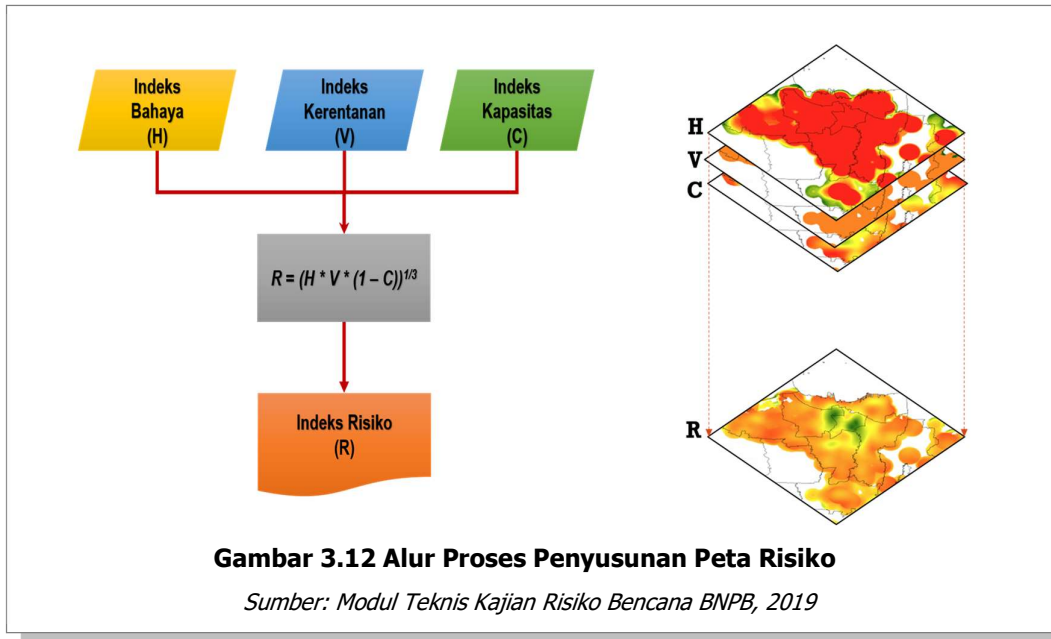 Indeks
Bahaya
(H)
Indeks
Kerentanan
(V)
Indeks
Kapasitas
(C)
R = (H * V * (1 – C))^1/3
Indeks Risiko
(R)
H
V
C
R
Gambar 3.12 Alur Proses Penyusunan Peta Risiko
Sumber: Modul Teknis Kajian Risiko Bencana BNPB, 2019